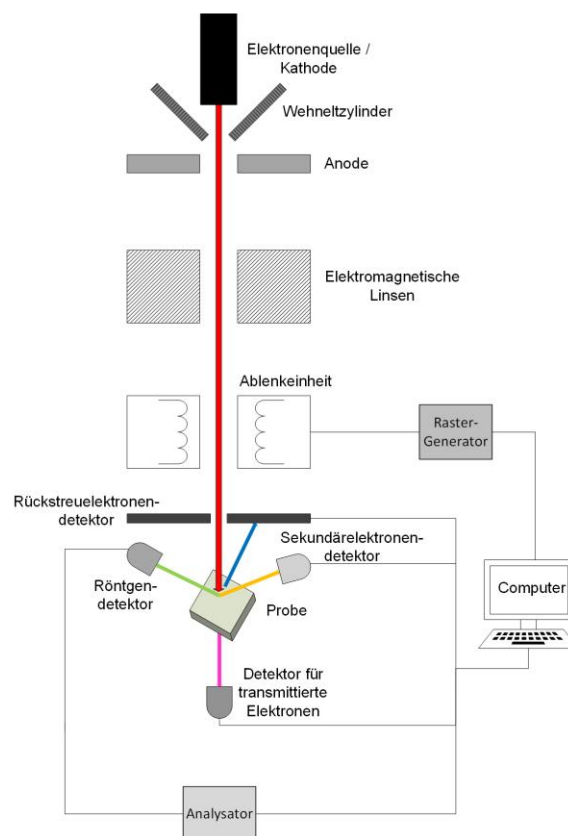 Elektronenquelle /
Kathode
Wehneltzylinder
Anode
Elektromagnetische
Linsen
Ablenkeinheit
Raster-
Generator
Rückstreuelektronen-
detektor
Sekundärelektronen-
detektor
Röntgen-
detektor
Probe
Computer
Detektor für
transmittierte
Elektronen
Analysator